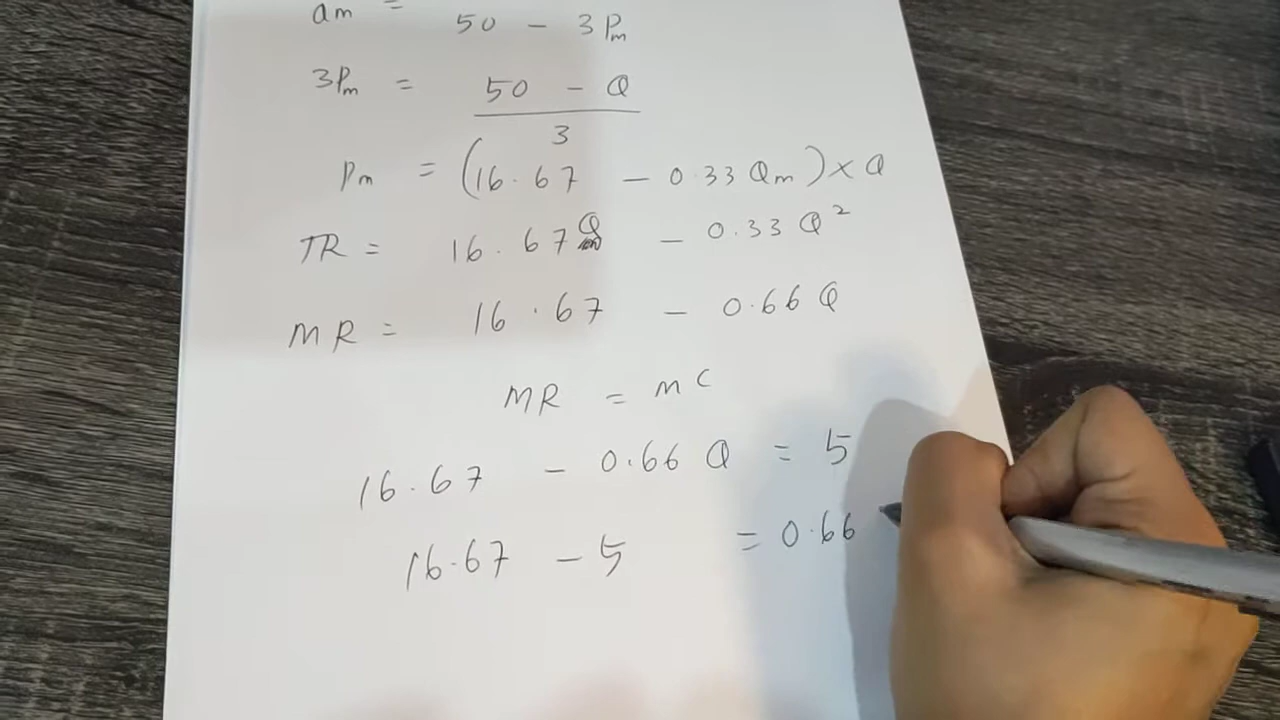 am =
50 - 3Pm
3Pm = 50 - Q
3
Pm = (16.67 - 0.33 Qm) × Q
TR = 16.67Q - 0.33 Q²
MR = 16.67 - 0.66 Q
MR = mC
16.67 - 0.66 Q = 5
16.67 - 5 = 0.66